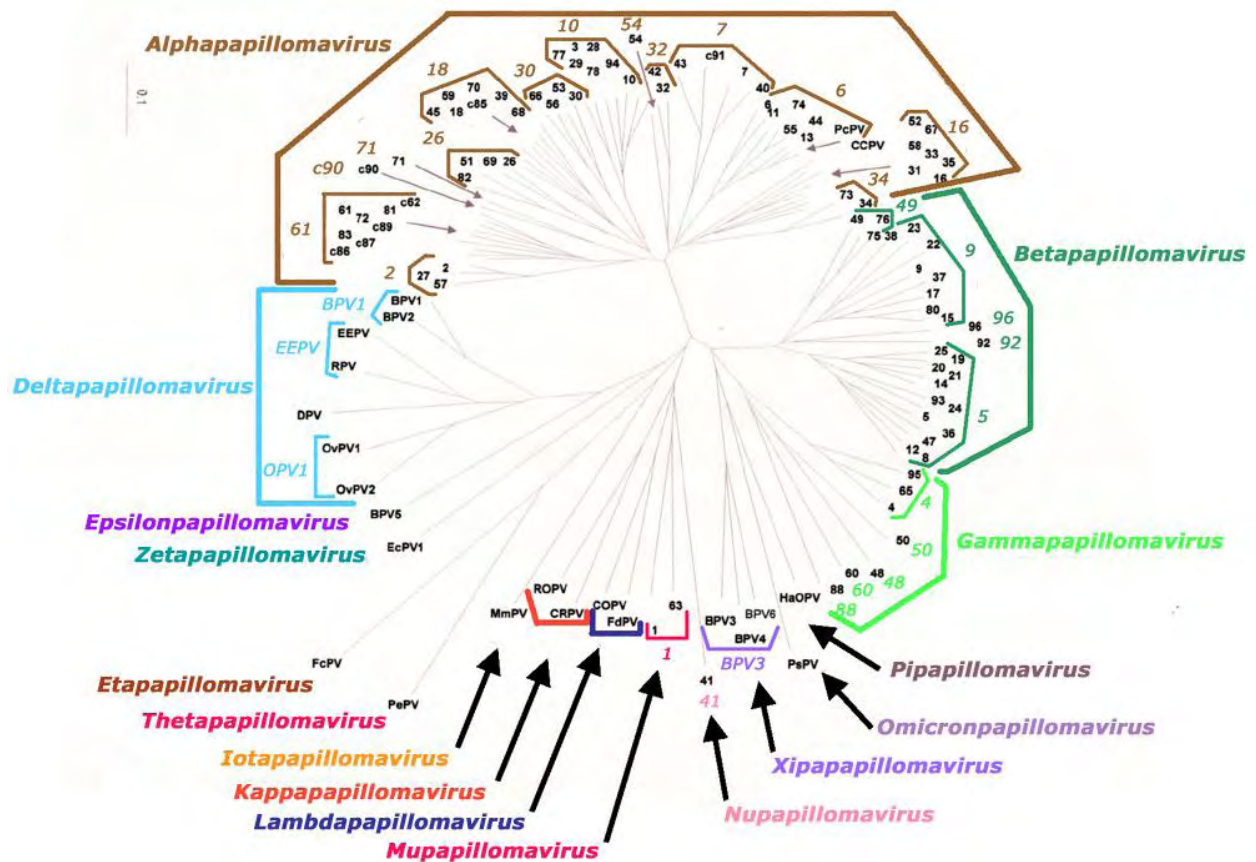 Alphapapillomavirus
10
54
7
54
3 28
77
29
94
78
10
32
42
32
43
c91
7
40
18
70
59
c85
39
45
18
68
30
53
66
30
56
6
6
74
11
44
55
13
PcPV
CCPV
16
52
67
58
33
35
31
16
0.1
26
51
69 26
82
71
c90
71
c90
34
73
34
49
49
76
75 38
61
c62
61
81
72
c89
83
c87
c86
2
2
27
57
9
23
22
9
37
17
80
15
Betapapillomavirus
96
96
92
92
BPV1
BPV1
BPV2
EEPV
EEPV
RPV
Deltapapillomavirus
DPV
OPV1
OvPV1
OvPV2
5
25
19
20
21
14
93
24
5
36
47
12
8
95
65
4
4
Epsilonpapillomavirus
BPV5
Zetapapillomavirus
EcPV1
50
50
Gammapapillomavirus
60
48
48
60
88
88
HaOPV
ROPV
MmPV
CRPV
COPV
FdPV
63
1
1
BPV3
BPV6
BPV4
BPV3
41
41
PsPV
FcPV
PePV
Pipapillomavirus
Etapapillomavirus
Thetapapillomavirus
Omicronpapillomavirus
Iotapapillomavirus
Xipapapillomavirus
Kappapapillomavirus
Nupapillomavirus
Lambdapapillomavirus
Mupapillomavirus